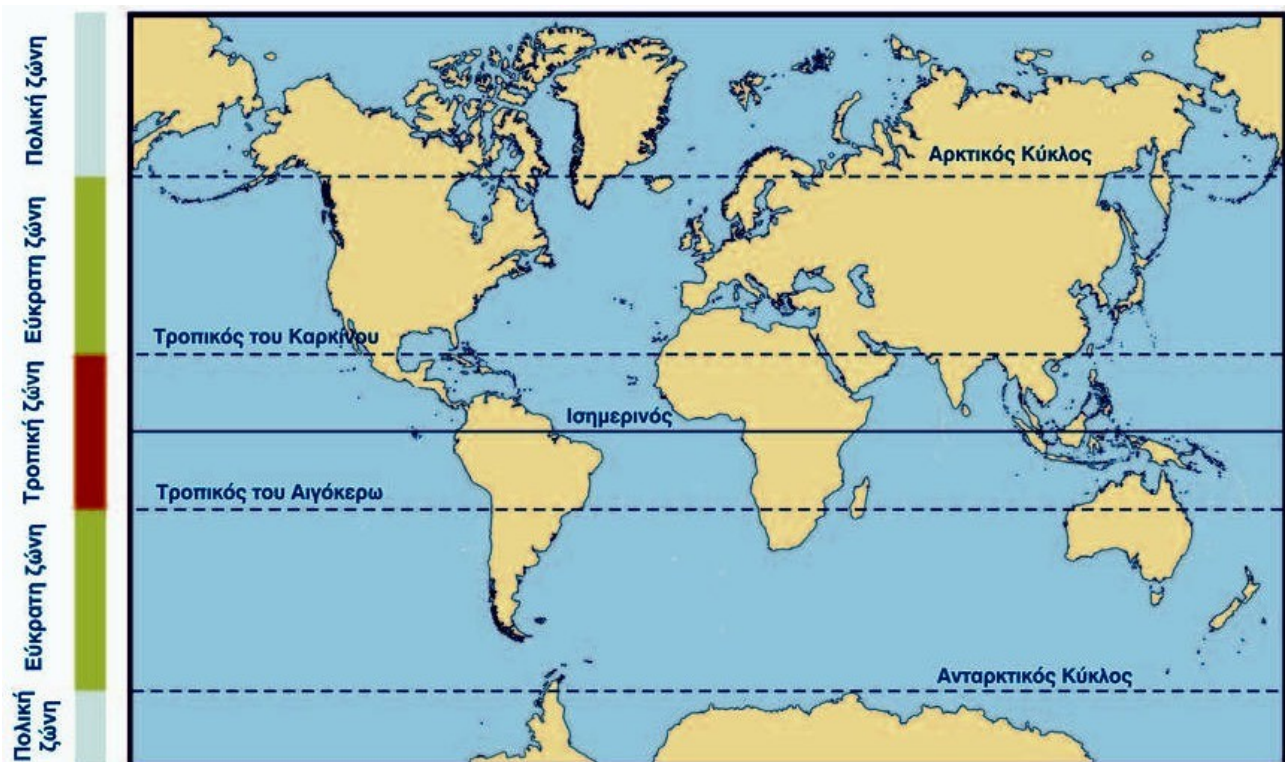 Πολική ζώνη
Εύκρατη ζώνη
Τροπική ζώνη
Εύκρατη ζώνη
Πολική
ζώνη
Αρκτικός Κύκλος
Τροπικός του Καρκίνου
Ισημερινός
Τροπικός του Αιγόκερω
Ανταρκτικός Κύκλος